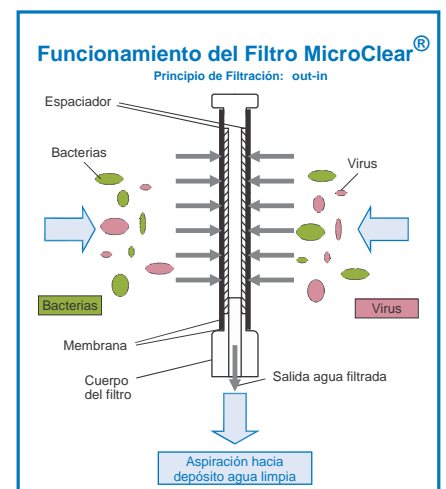 Funcionamiento del Filtro MicroClear®
Principio de Filtración: out-in
Espaciador
Bacterias
Virus
Bacterias
Virus
Membrana
Cuerpo
del filtro
Salida agua filtrada
Aspiración hacia
depósito agua limpia